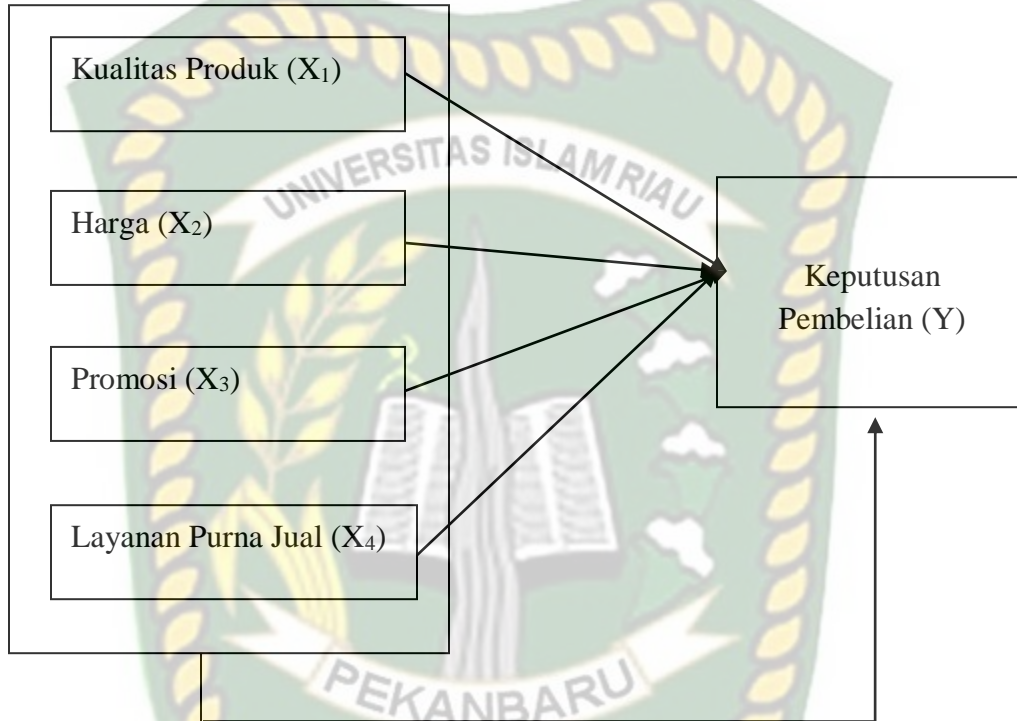 Kualitas Produk (X₁)
UNIVERSITAS ISLAM RIAU
Harga (X₂)
Keputusan
Pembelian (Y)
Promosi (X₃)
Layanan Purna Jual (X₄)
PEKANBARU